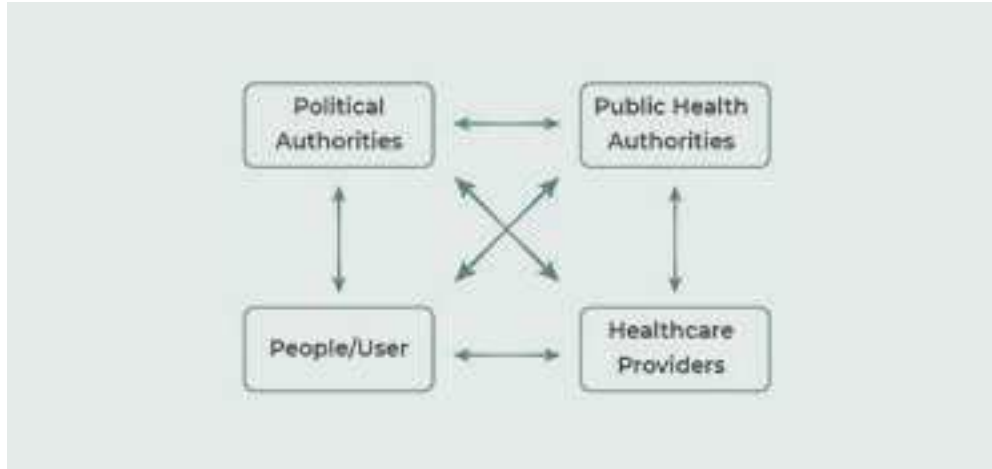 Political
Authorities
Public Health
Authorities
People/User
Healthcare
Providers